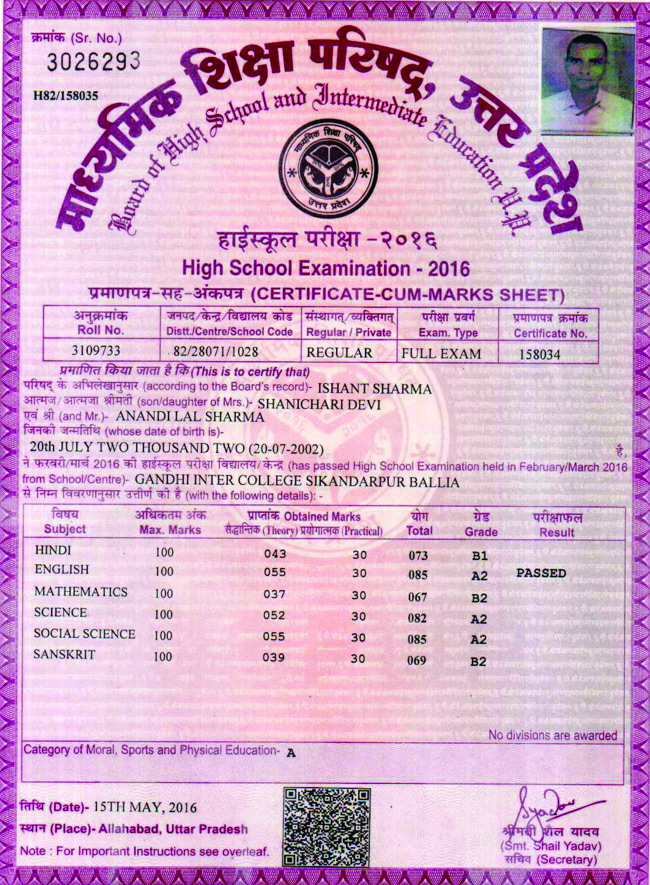 क्रमांक (Sr. No.)
3026293
H82/158035
माध्यमिक शिक्षा परिषद्, उत्तर प्रदेश
Board of High School and Intermediate Education U.P.
माध्यमिक शिक्षा परिषद
उत्तर प्रदेश
हाईस्कूल परीक्षा -२०१६
High School Examination - 2016
प्रमाणपत्र-सह-अंकपत्र (CERTIFICATE-CUM-MARKS SHEET)
अनुक्रमांक जनपद/केन्द्र/विद्यालय कोड संस्थागत्/व्यक्तिगत् परीक्षा प्रवर्ग प्रमाणपत्र क्रमांक
Roll No. Distt./Centre/School Code Regular / Private Exam. Type Certificate No.
3109733 82/28071/1028 REGULAR FULL EXAM 158034
प्रमाणित किया जाता है कि (This is to certify that)
परिषद् के अभिलेखानुसार (according to the Board's record)- ISHANT SHARMA
आत्मज/आत्मजा श्रीमती (son/daughter of Mrs.)- SHANICHARI DEVI
एवं श्री (and Mr.)- ANANDI LAL SHARMA
जिनकी जन्मतिथि (whose date of birth is)-
20th JULY TWO THOUSAND TWO (20-07-2002) है,
ने फरवरी/मार्च 2016 की हाईस्कूल परीक्षा विद्यालय/केन्द्र (has passed High School Examination held in February/March 2016
from School/Centre)- GANDHI INTER COLLEGE SIKANDARPUR BALLIA
से निम्न विवरणानुसार उत्तीर्ण की है (with the following details): -
विषय अधिकतम अंक प्राप्तांक Obtained Marks योग ग्रेड परीक्षाफल
Subject Max. Marks सैद्धान्तिक (Theory) प्रयोगात्मक (Practical) Total Grade Result
HINDI 100 043 30 073 B1
ENGLISH 100 055 30 085 A2 PASSED
MATHEMATICS 100 037 30 067 B2
SCIENCE 100 052 30 082 A2
SOCIAL SCIENCE 100 055 30 085 A2
SANSKRIT 100 039 30 069 B2
No divisions are awarded
Category of Moral, Sports and Physical Education- A
तिथि (Date)- 15TH MAY, 2016
स्थान (Place)- Allahabad, Uttar Pradesh
Note : For Important Instructions see overleaf.
श्रीमती शैल यादव
(Smt. Shail Yadav)
सचिव (Secretary)